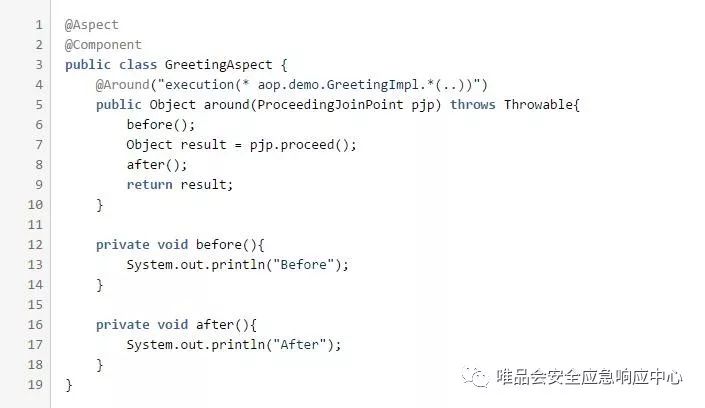 1 @Aspect
2 @Component
3 public class GreetingAspect {
4     @Around("execution(* aop.demo.GreetingImpl.*(..))")
5     public Object around(ProceedingJoinPoint pjp) throws Throwable{
6         before();
7         Object result = pjp.proceed();
8         after();
9         return result;
10     }
11
12     private void before(){
13         System.out.println("Before");
14     }
15
16     private void after(){
17         System.out.println("After");
18     }
19 }
唯品会安全应急响应中心